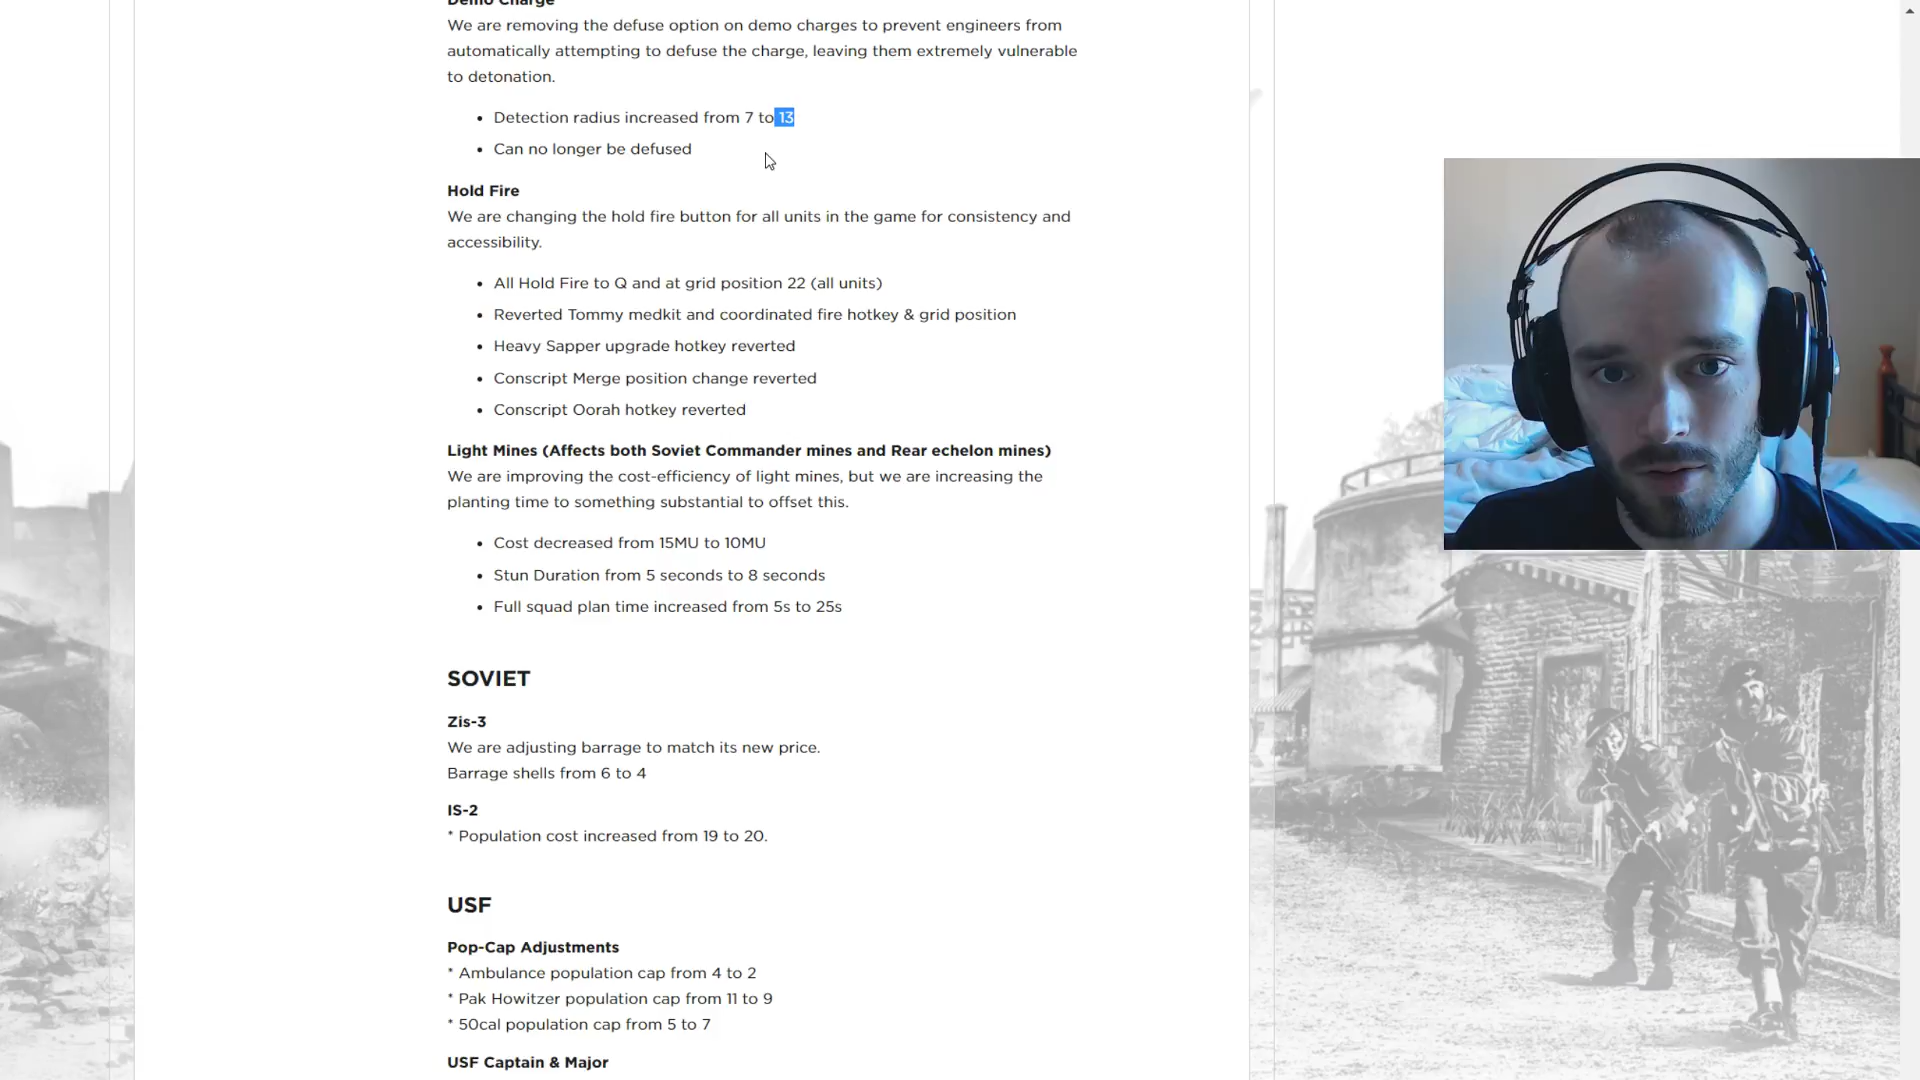 Demo Charge
We are removing the defuse option on demo charges to prevent engineers from
automatically attempting to defuse the charge, leaving them extremely vulnerable
to detonation.
• Detection radius increased from 7 to 13
• Can no longer be defused
Hold Fire
We are changing the hold fire button for all units in the game for consistency and
accessibility.
• All Hold Fire to Q and at grid position 22 (all units)
• Reverted Tommy medkit and coordinated fire hotkey & grid position
• Heavy Sapper upgrade hotkey reverted
• Conscript Merge position change reverted
• Conscript Oorah hotkey reverted
Light Mines (Affects both Soviet Commander mines and Rear echelon mines)
We are improving the cost-efficiency of light mines, but we are increasing the
planting time to something substantial to offset this.
• Cost decreased from 15MU to 10MU
• Stun Duration from 5 seconds to 8 seconds
• Full squad plan time increased from 5s to 25s
SOVIET
Zis-3
We are adjusting barrage to match its new price.
Barrage shells from 6 to 4
IS-2
* Population cost increased from 19 to 20.
USF
Pop-Cap Adjustments
* Ambulance population cap from 4 to 2
* Pak Howitzer population cap from 11 to 9
* 50cal population cap from 5 to 7
USF Captain & Major